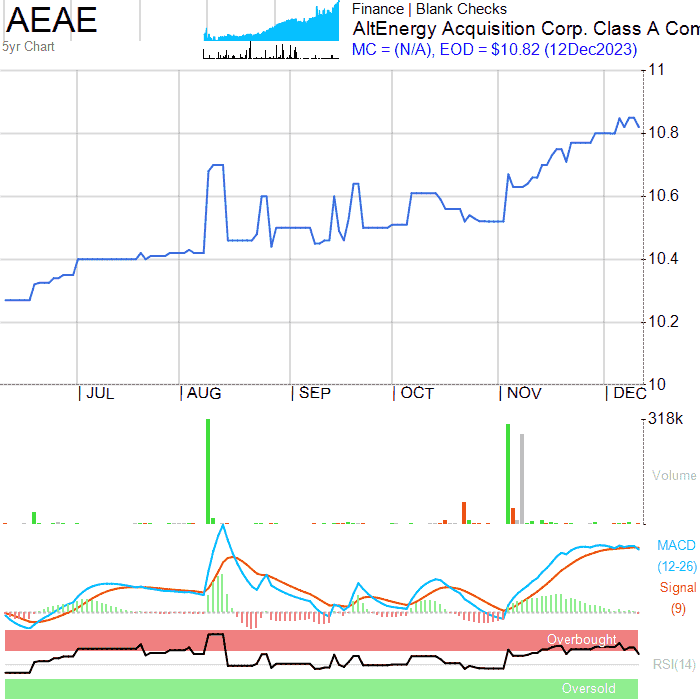 AEAE
5yr Chart
Finance | Blank Checks
AltEnergy Acquisition Corp. Class A Com
MC = (N/A), EOD = $10.82 (12Dec2023)
11
10.8
10.6
10.4
10.2
10
| JUL | AUG | SEP | OCT | NOV | DEC
318k
Volume
MACD
(12-26)
Signal
(9)
Overbought
RSI(14)
Oversold